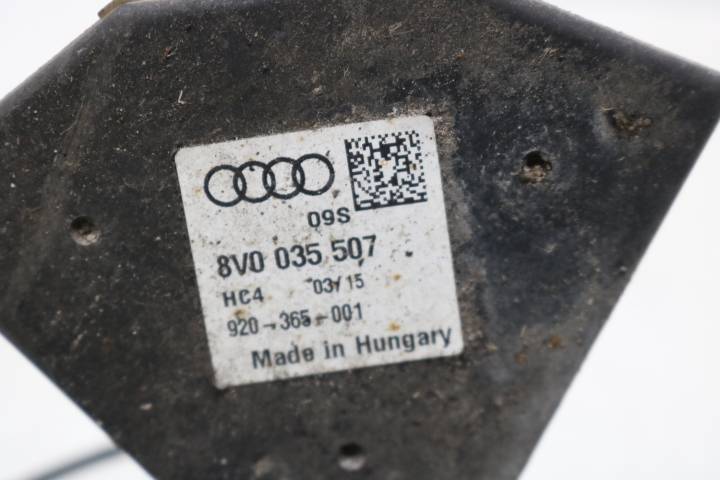 09S
8V0 035 507
HC4 03/15
920-365-001
Made in Hungary